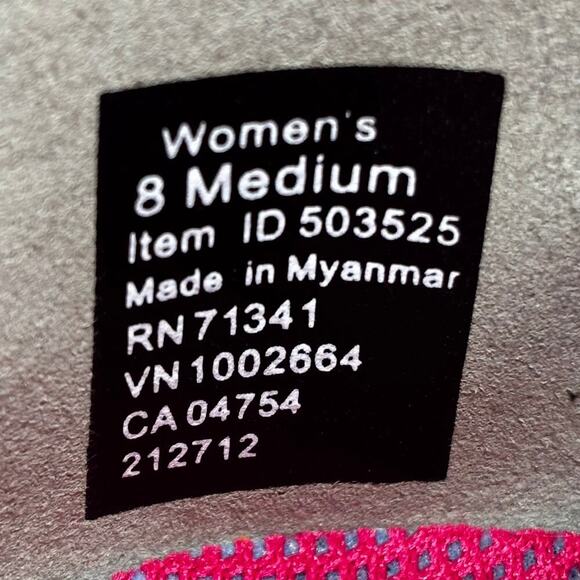 Women's
8 Medium
Item ID 503525
Made in Myanmar
RN 71341
VN 1002664
CA 04754
212712